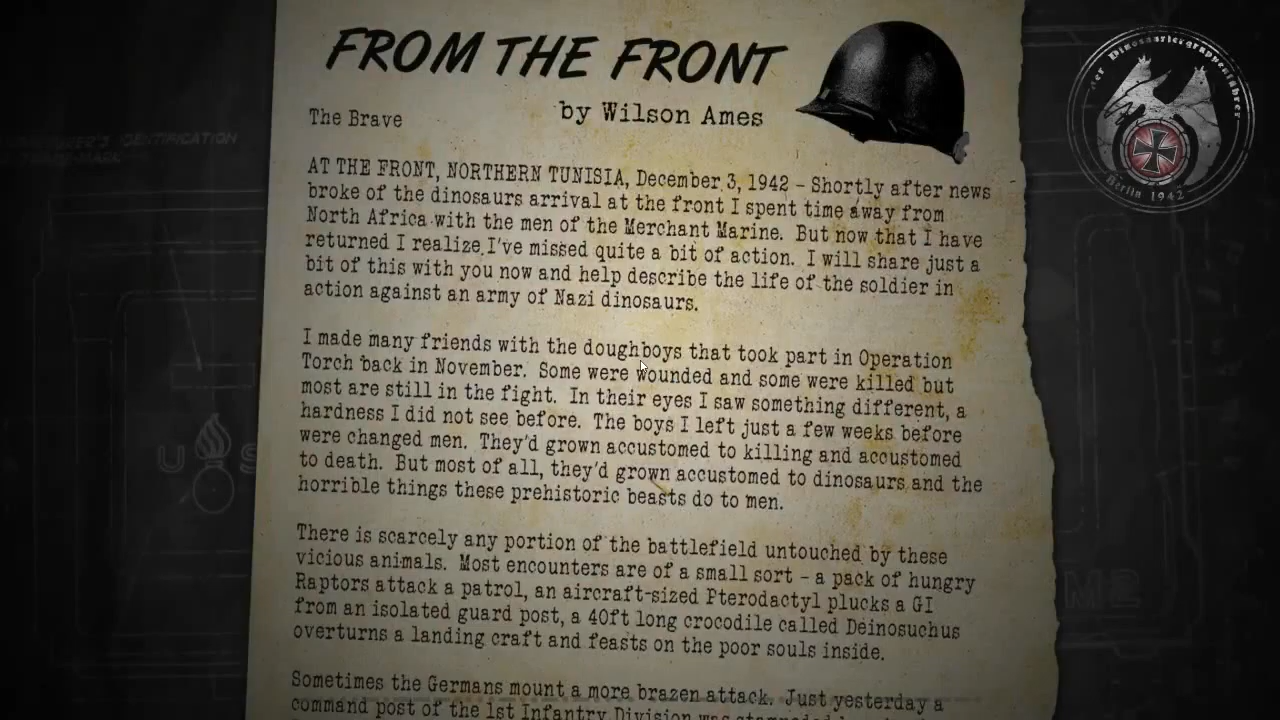 FROM THE FRONT
by Wilson Ames
The Brave
AT THE FRONT, NORTHERN TUNISIA, December 3, 1942 - Shortly after news
broke of the dinosaurs arrival at the front I spent time away from
North Africa with the men of the Merchant Marine. But now that I have
returned I realize I've missed quite a bit of action. I will share just a
bit of this with you now and help describe the life of the soldier in
action against an army of Nazi dinosaurs.
I made many friends with the doughboys that took part in Operation
Torch back in November. Some were wounded and some were killed but
most are still in the fight. In their eyes I saw something different, a
hardness I did not see before. The boys I left just a few weeks before
were changed men. They'd grown accustomed to killing and accustomed
to death. But most of all, they'd grown accustomed to dinosaurs and the
horrible things these prehistoric beasts do to men.
There is scarcely any portion of the battlefield untouched by these
vicious animals. Most encounters are of a small sort - a pack of hungry
Raptors attack a patrol, an aircraft-sized Pterodactyl plucks a GI
from an isolated guard post, a 40ft long crocodile called Deinosuchus
overturns a landing craft and feasts on the poor souls inside.
Sometimes the Germans mount a more brazen attack. Just yesterday a
command post of the 1st Infantry Division was stampeded
der Dinosauriergruppenführer
Berlin 1942
IDENTIFICATION
TRADE-MARK
U S
M2